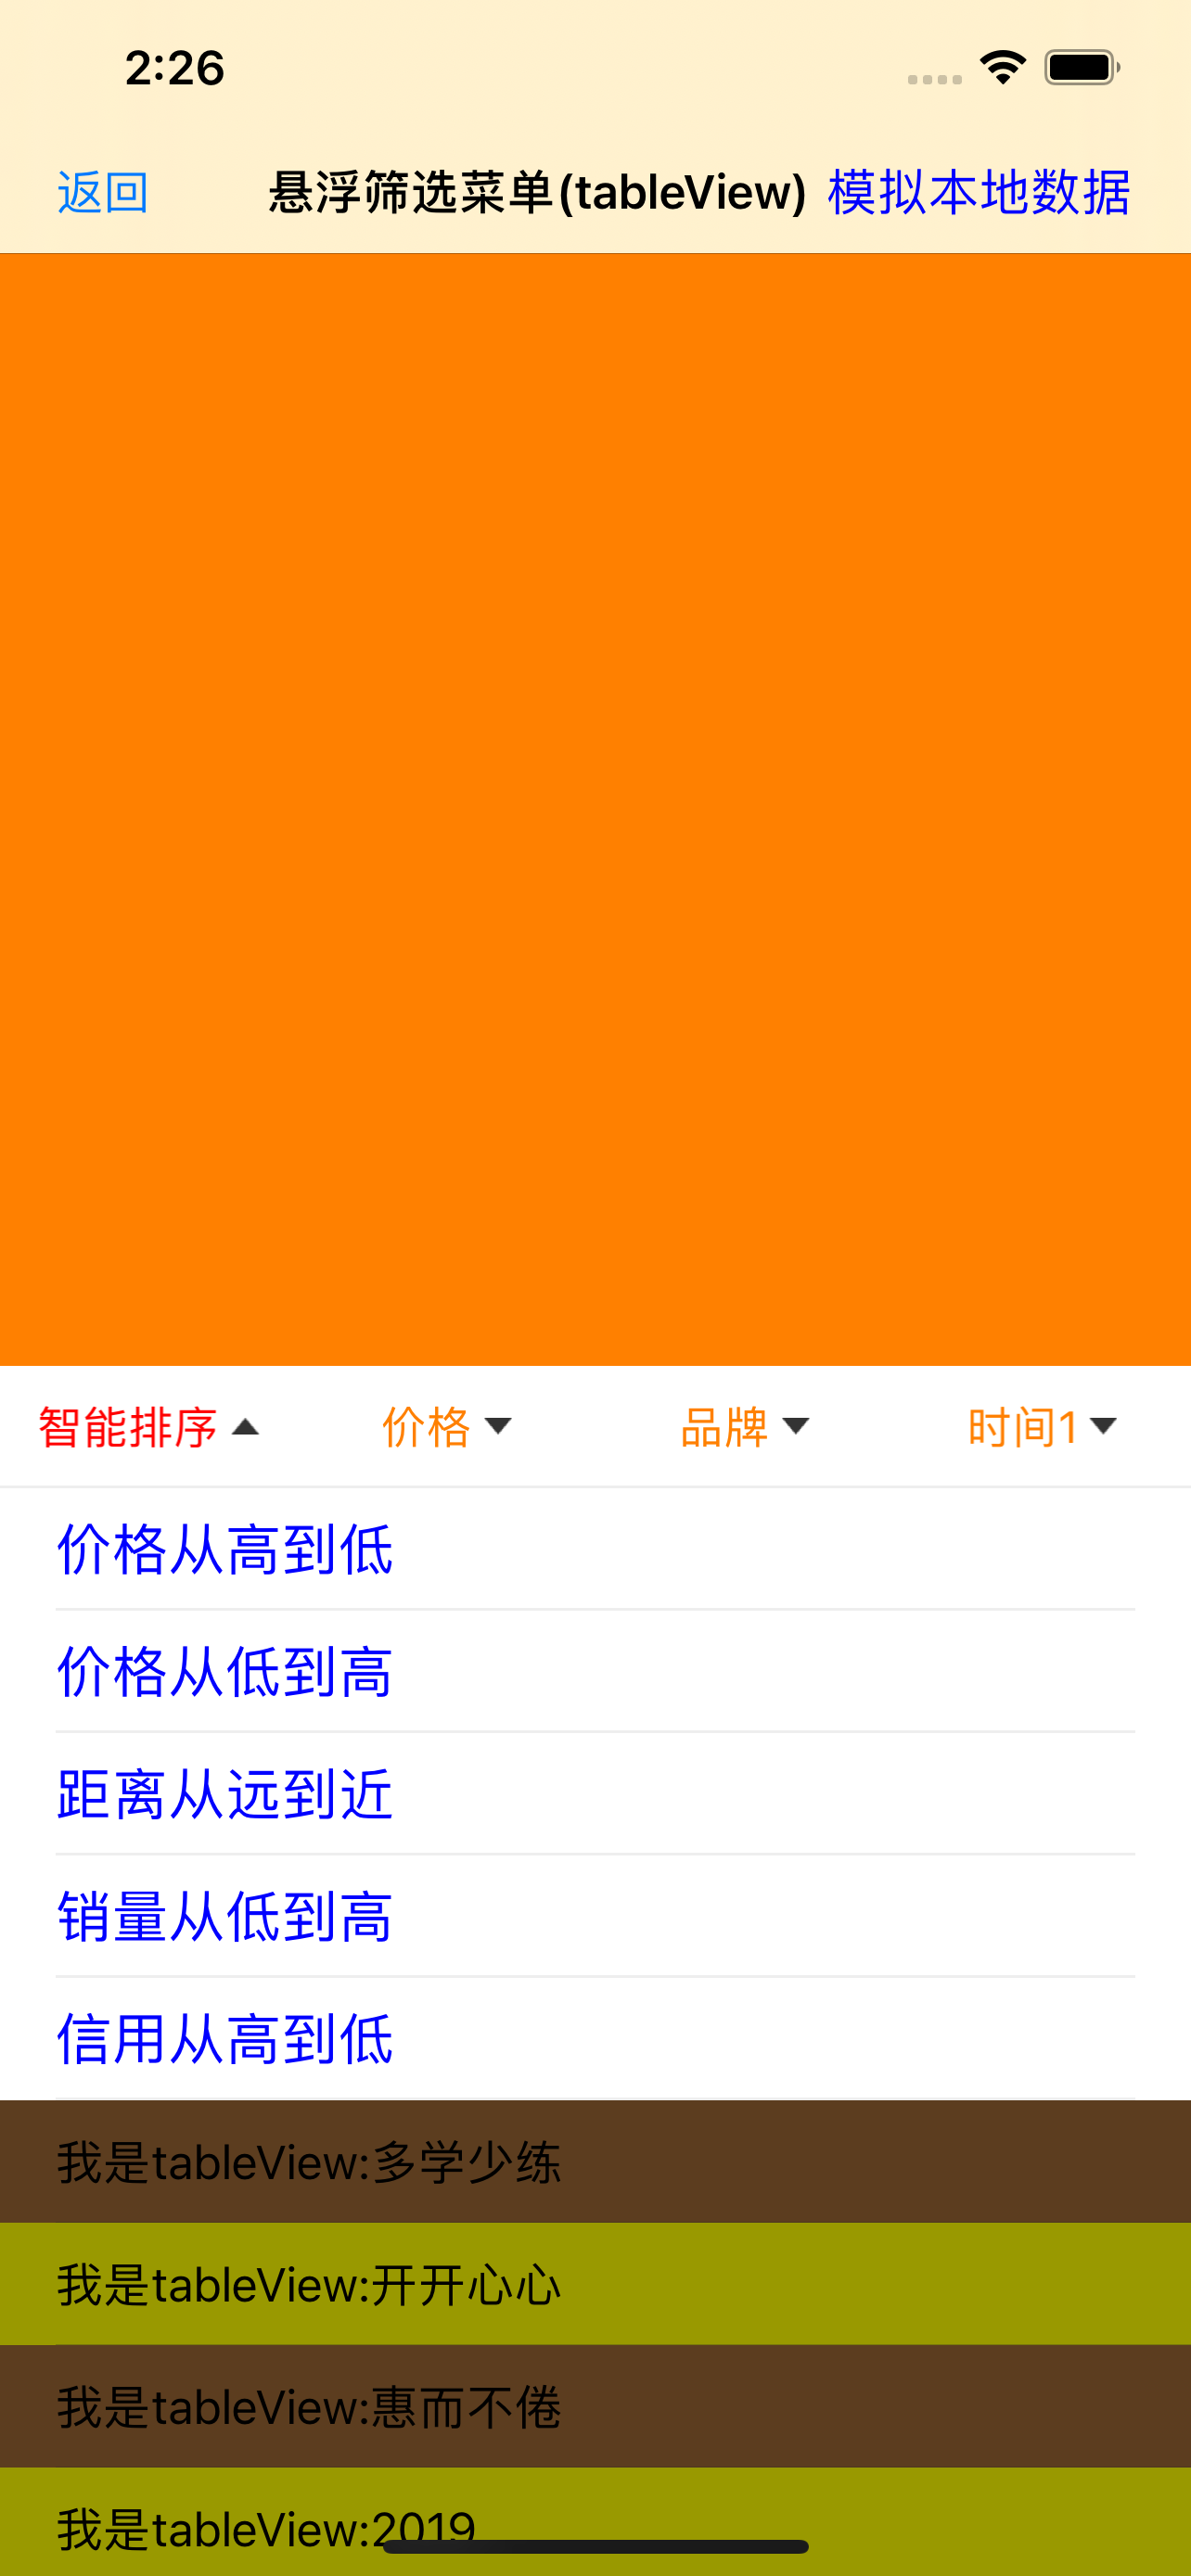 2:26
返回 悬浮筛选菜单(tableView) 模拟本地数据
智能排序 价格 品牌 时间1
价格从高到低
价格从低到高
距离从远到近
销量从低到高
信用从高到低
我是tableView:多学少练
我是tableView:开开心心
我是tableView:惠而不倦
我是tableView:2019